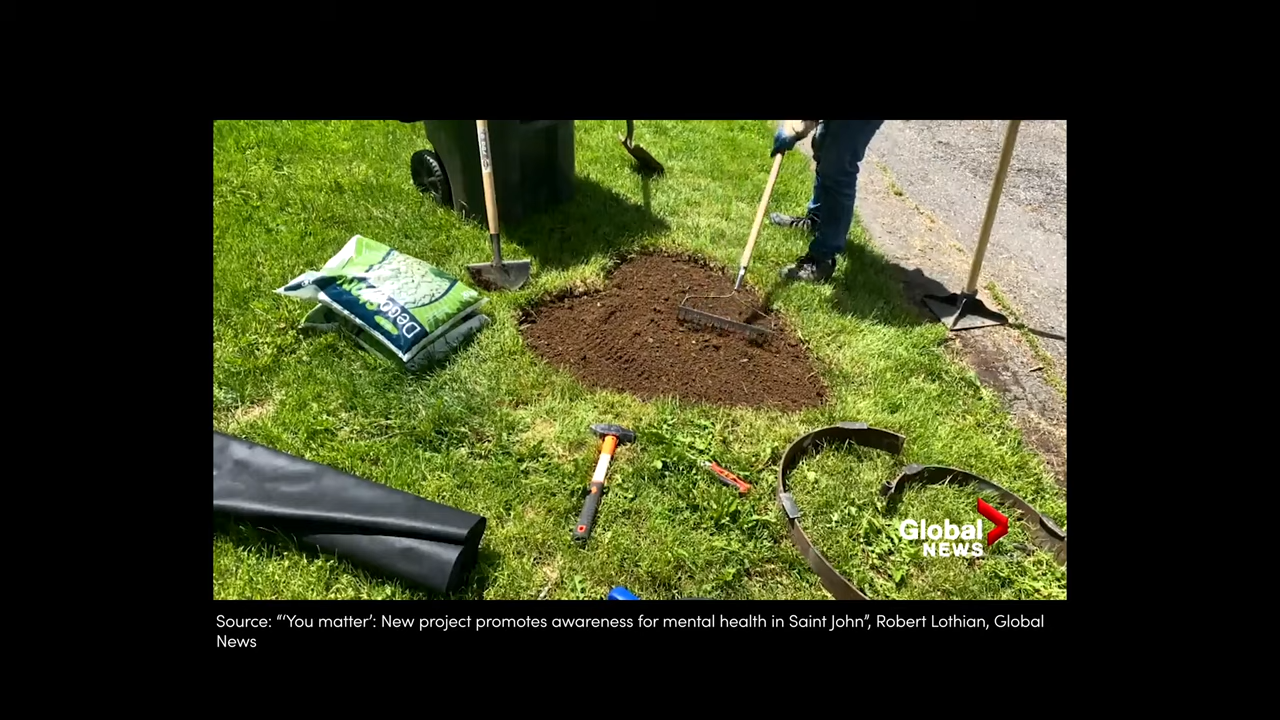 Deco
Global
NEWS
Source: “‘You matter’: New project promotes awareness for mental health in Saint John”, Robert Lothian, Global
News